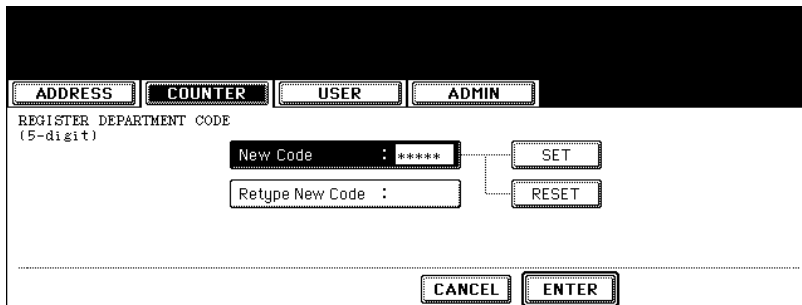 ADDRESS COUNTER USER ADMIN
REGISTER DEPARTMENT CODE
(5-digit)
New Code : ***** SET
Retype New Code : RESET
CANCEL ENTER